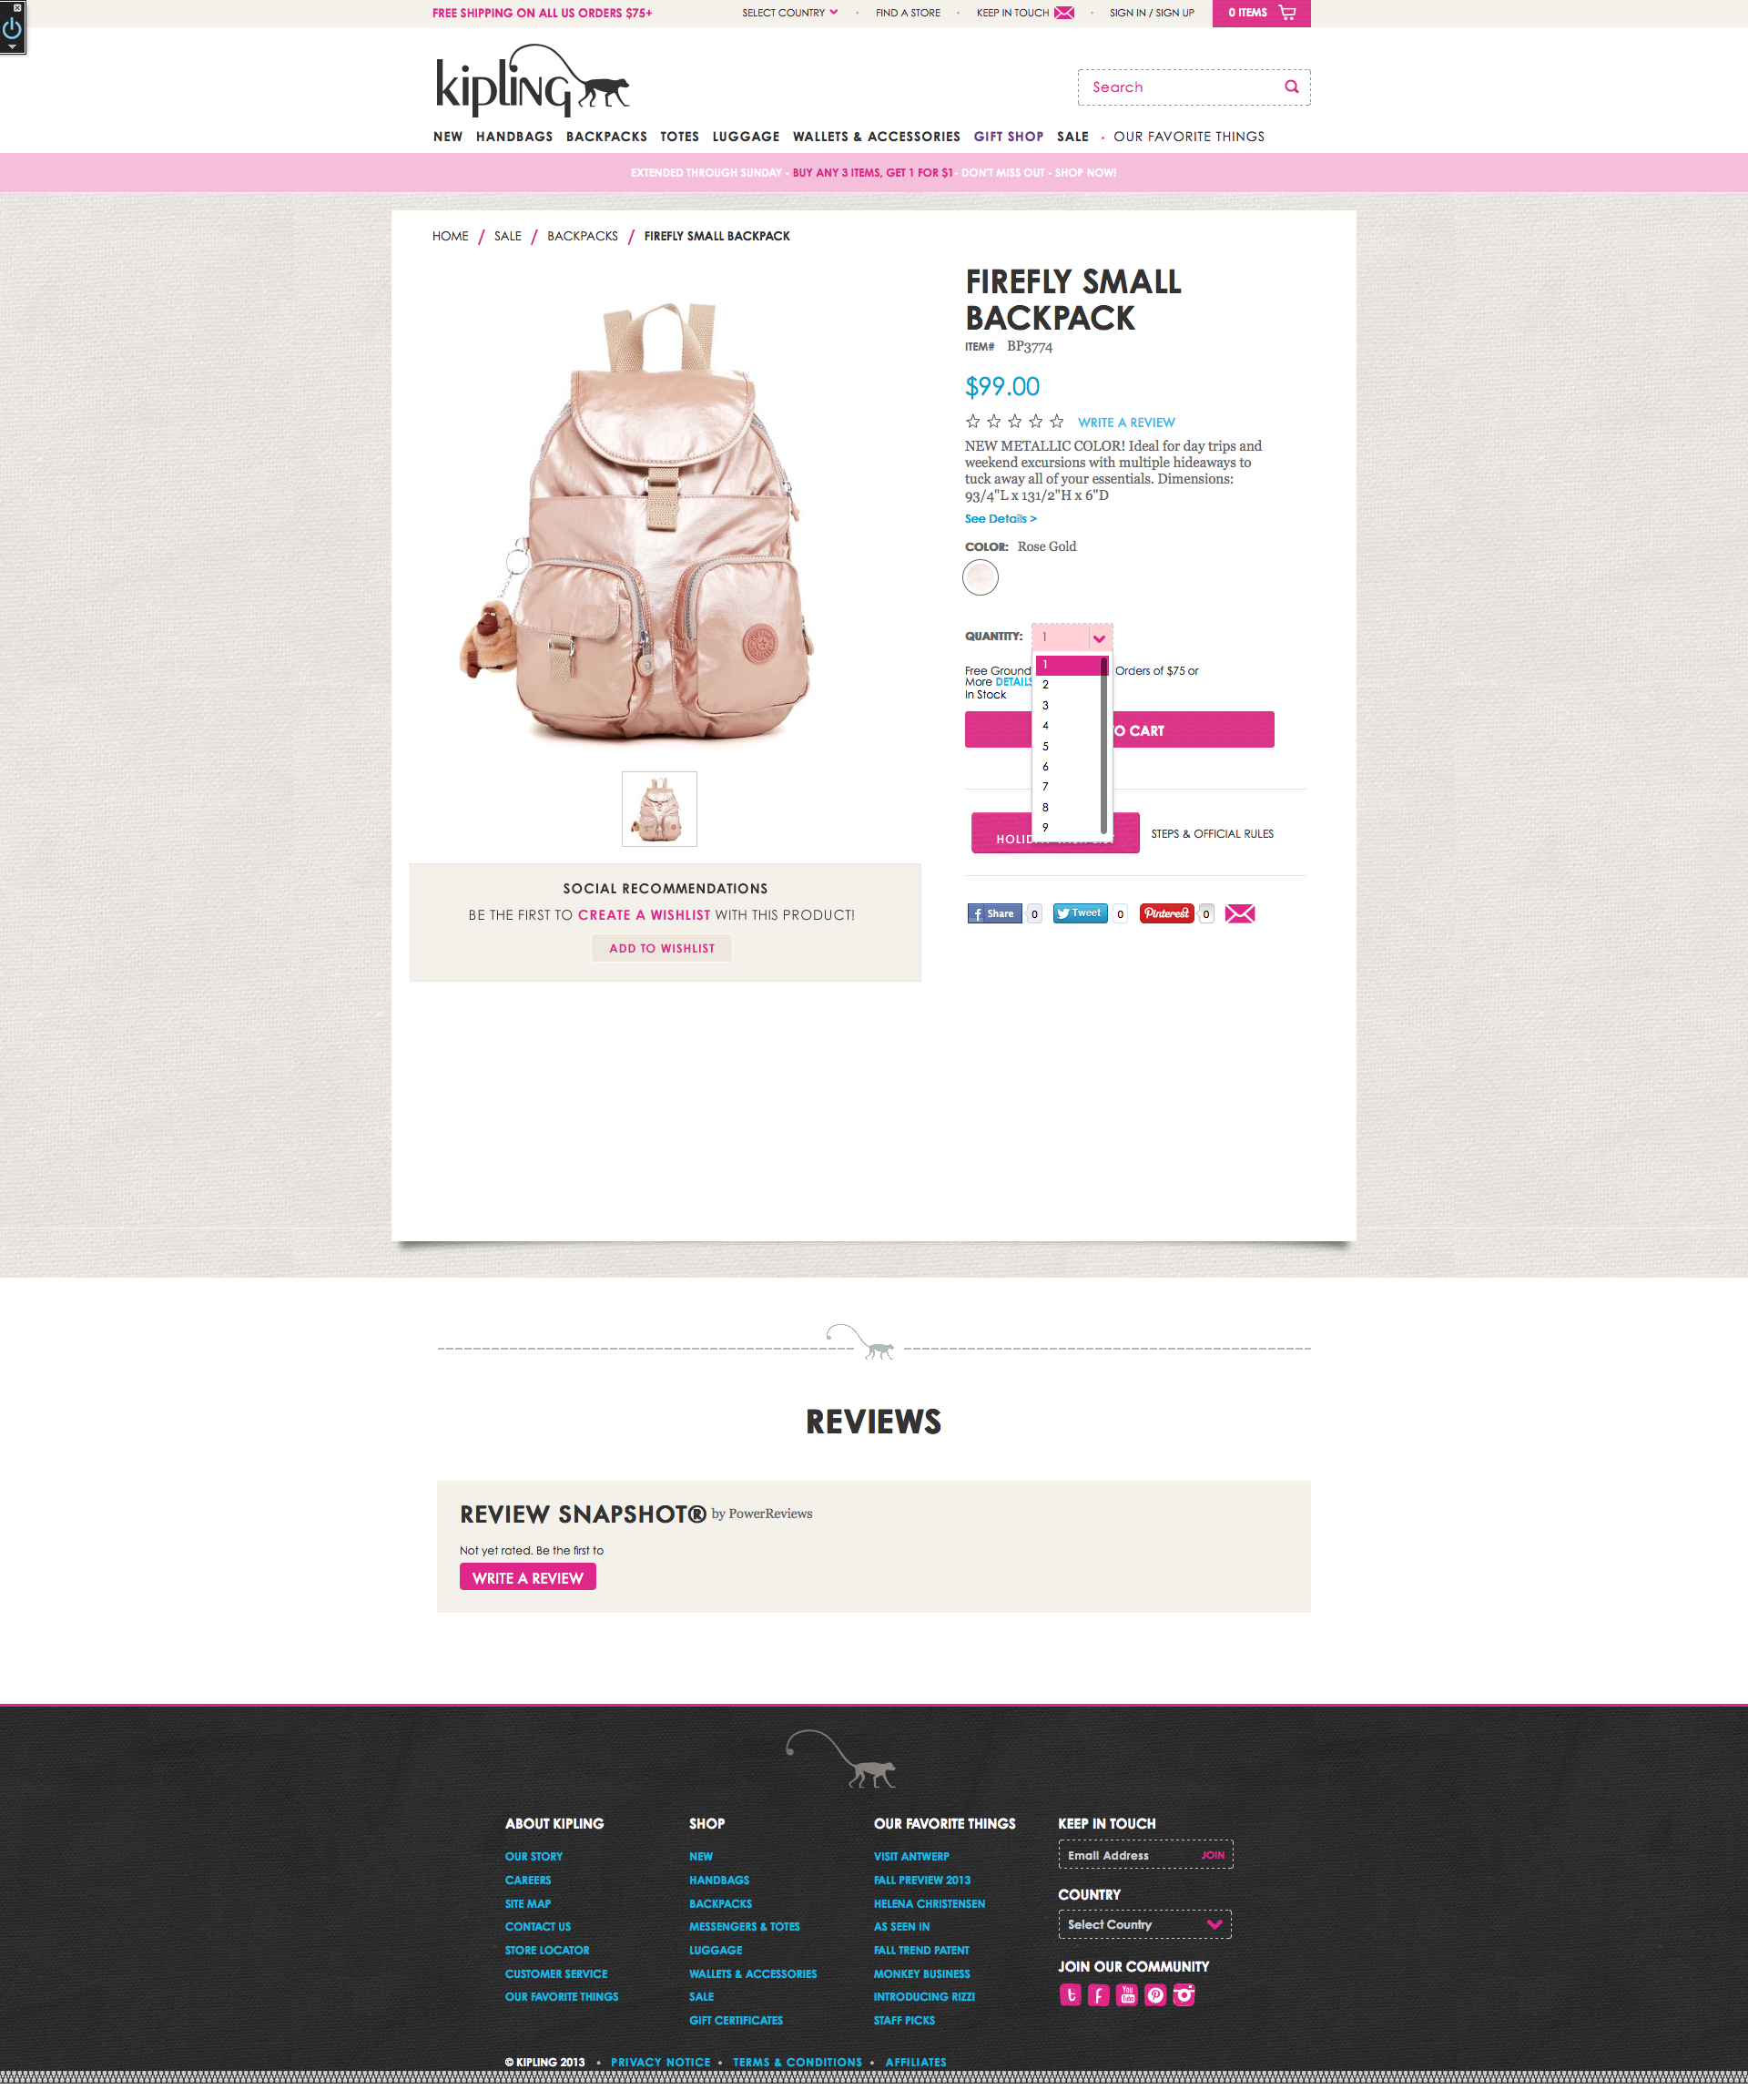 FREE SHIPPING ON ALL US ORDERS $75+
SELECT COUNTRY
FIND A STORE
KEEP IN TOUCH
SIGN IN / SIGN UP
0 ITEMS
kipling
Search
NEW HANDBAGS BACKPACKS TOTES LUGGAGE WALLETS & ACCESSORIES GIFT SHOP SALE • OUR FAVORITE THINGS
EXTENDED THROUGH SUNDAY - BUY ANY 3 ITEMS, GET 1 FOR $1 - DON'T MISS OUT - SHOP NOW!
HOME / SALE / BACKPACKS / FIREFLY SMALL BACKPACK
FIREFLY SMALL
BACKPACK
ITEM# BP3774
$99.00
WRITE A REVIEW
NEW METALLIC COLOR! Ideal for day trips and
weekend excursions with multiple hideaways to
tuck away all of your essentials. Dimensions:
93/4"L x 131/2"H x 6"D
See Details >
COLOR: Rose Gold
QUANTITY: 1
1
2
3
4
5
6
7
8
9
Free Ground Orders of $75 or
More DETAILS
In Stock
O CART
HOLID
STEPS & OFFICIAL RULES
Share 0 Tweet 0 Pinterest 0
SOCIAL RECOMMENDATIONS
BE THE FIRST TO CREATE A WISHLIST WITH THIS PRODUCT!
ADD TO WISHLIST
REVIEWS
REVIEW SNAPSHOT® by PowerReviews
Not yet rated. Be the first to
WRITE A REVIEW
ABOUT KIPLING
OUR STORY
CAREERS
SITE MAP
CONTACT US
STORE LOCATOR
CUSTOMER SERVICE
OUR FAVORITE THINGS
SHOP
NEW
HANDBAGS
BACKPACKS
MESSENGERS & TOTES
LUGGAGE
WALLETS & ACCESSORIES
SALE
GIFT CERTIFICATES
OUR FAVORITE THINGS
VISIT ANTWERP
FALL PREVIEW 2013
HELENA CHRISTENSEN
AS SEEN IN
FALL TREND PATENT
MONKEY BUSINESS
INTRODUCING RIZZI
STAFF PICKS
KEEP IN TOUCH
Email Address JOIN
COUNTRY
Select Country
JOIN OUR COMMUNITY
You Tube
© KIPLING 2013 • PRIVACY NOTICE • TERMS & CONDITIONS • AFFILIATES